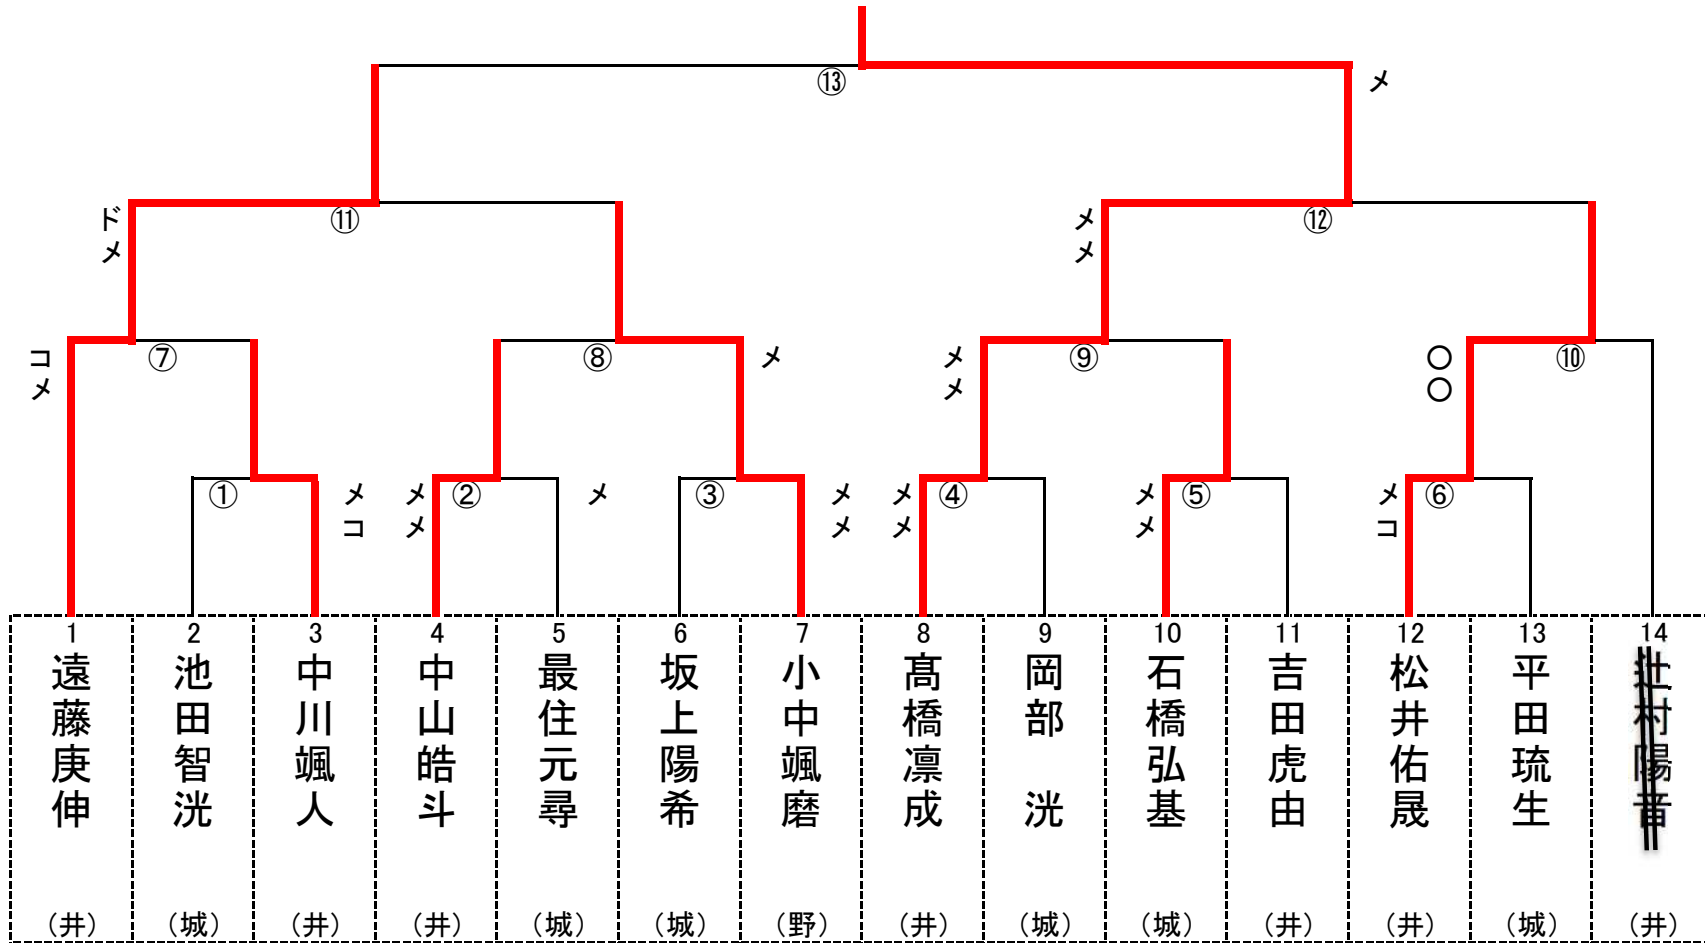 ⑬
メ
ド
メ
⑪
メ
メ
⑫
コ
メ
⑦
⑧
メ
メ
メ
⑨
〇
〇
⑩
①
メ
コ
メ
メ
②
メ
③
メ
メ
メ
メ
④
メ
メ
⑤
メ
コ
⑥
1
遠藤庚伸
(井)
2
池田智洸
(城)
3
中川颯人
(井)
4
中山皓斗
(井)
5
最住元尋
(城)
6
坂上陽希
(城)
7
小中颯磨
(野)
8
髙橋凛成
(井)
9
岡部 洸
(城)
10
石橋弘基
(城)
11
吉田虎由
(井)
12
松井佑晟
(井)
13
平田琉生
(城)
14
辻村陽音
(井)